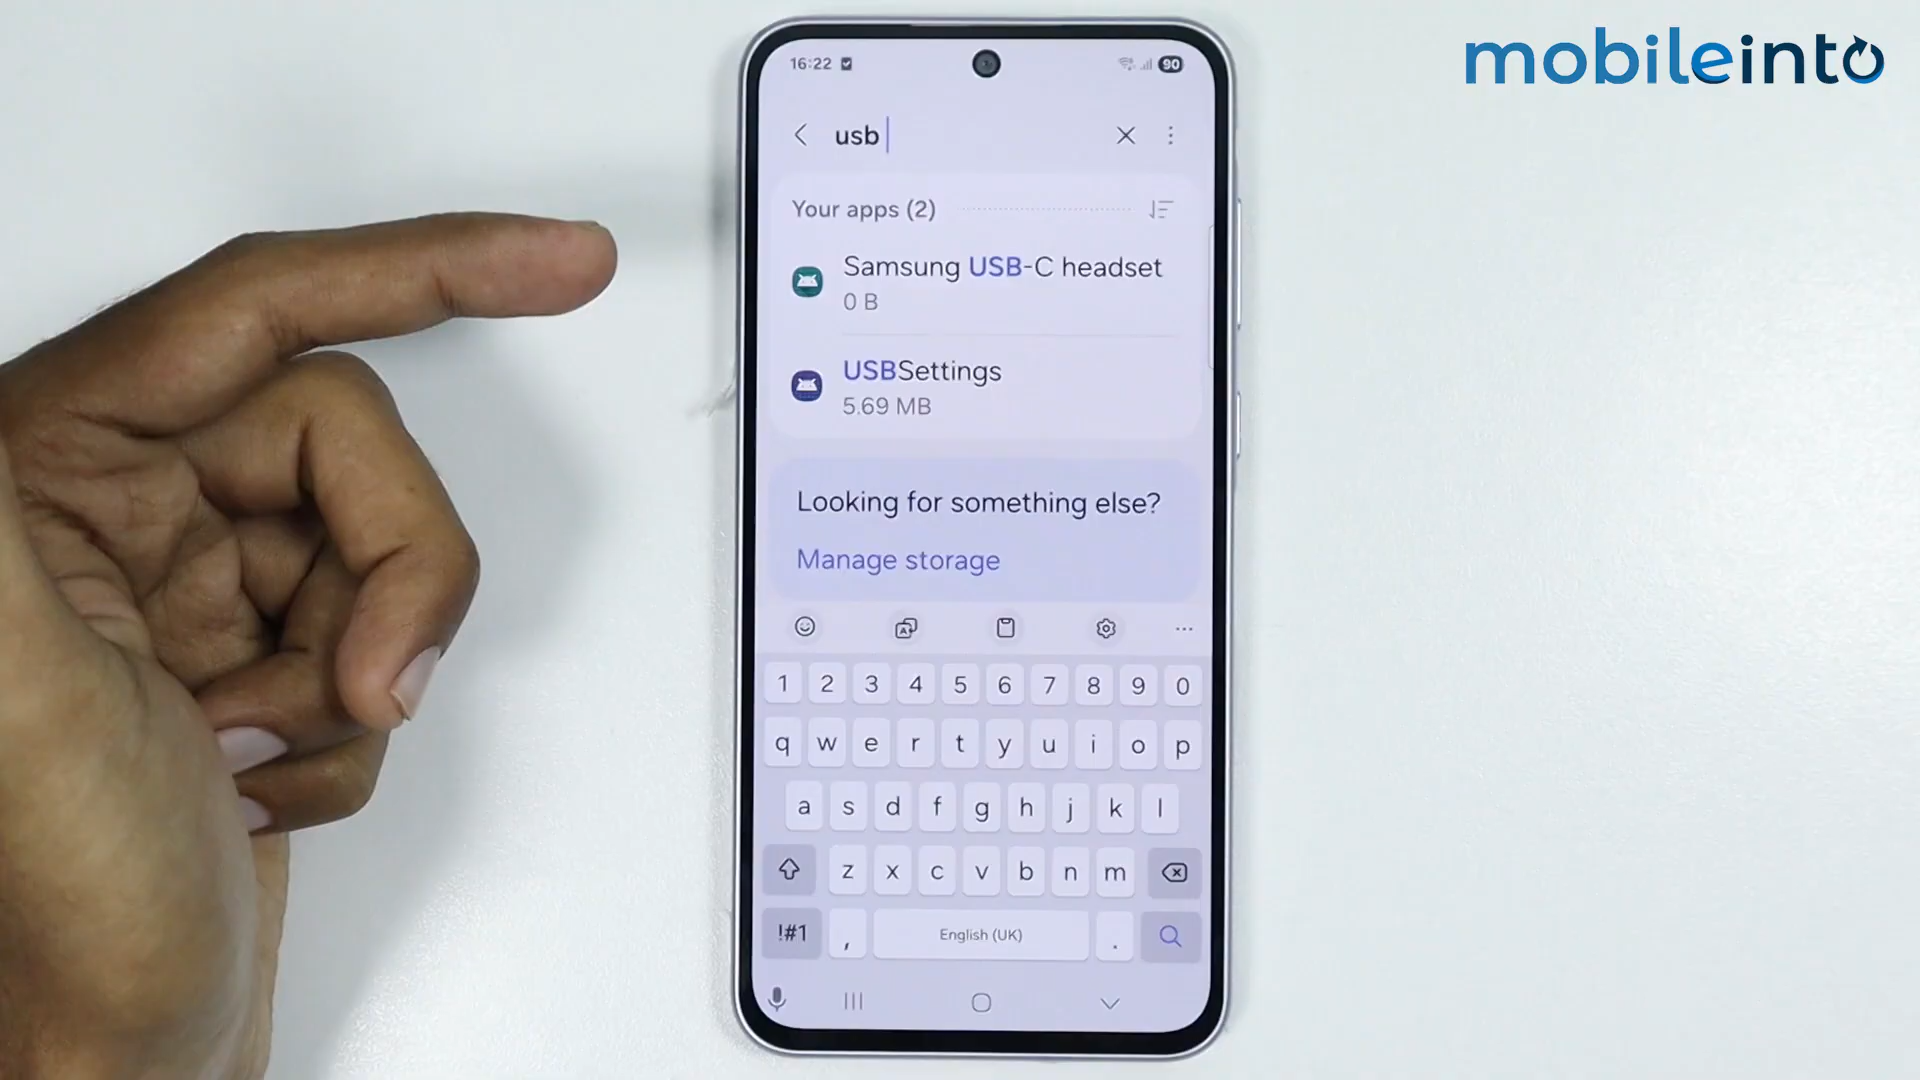 mobileinto
16:22
90
usb
Your apps (2)
Samsung USB-C headset
0 B
USBSettings
5.69 MB
Looking for something else?
Manage storage
1 2 3 4 5 6 7 8 9 0
q w e r t y u i o p
a s d f g h j k l
z x c v b n m
!#1 , English (UK) .